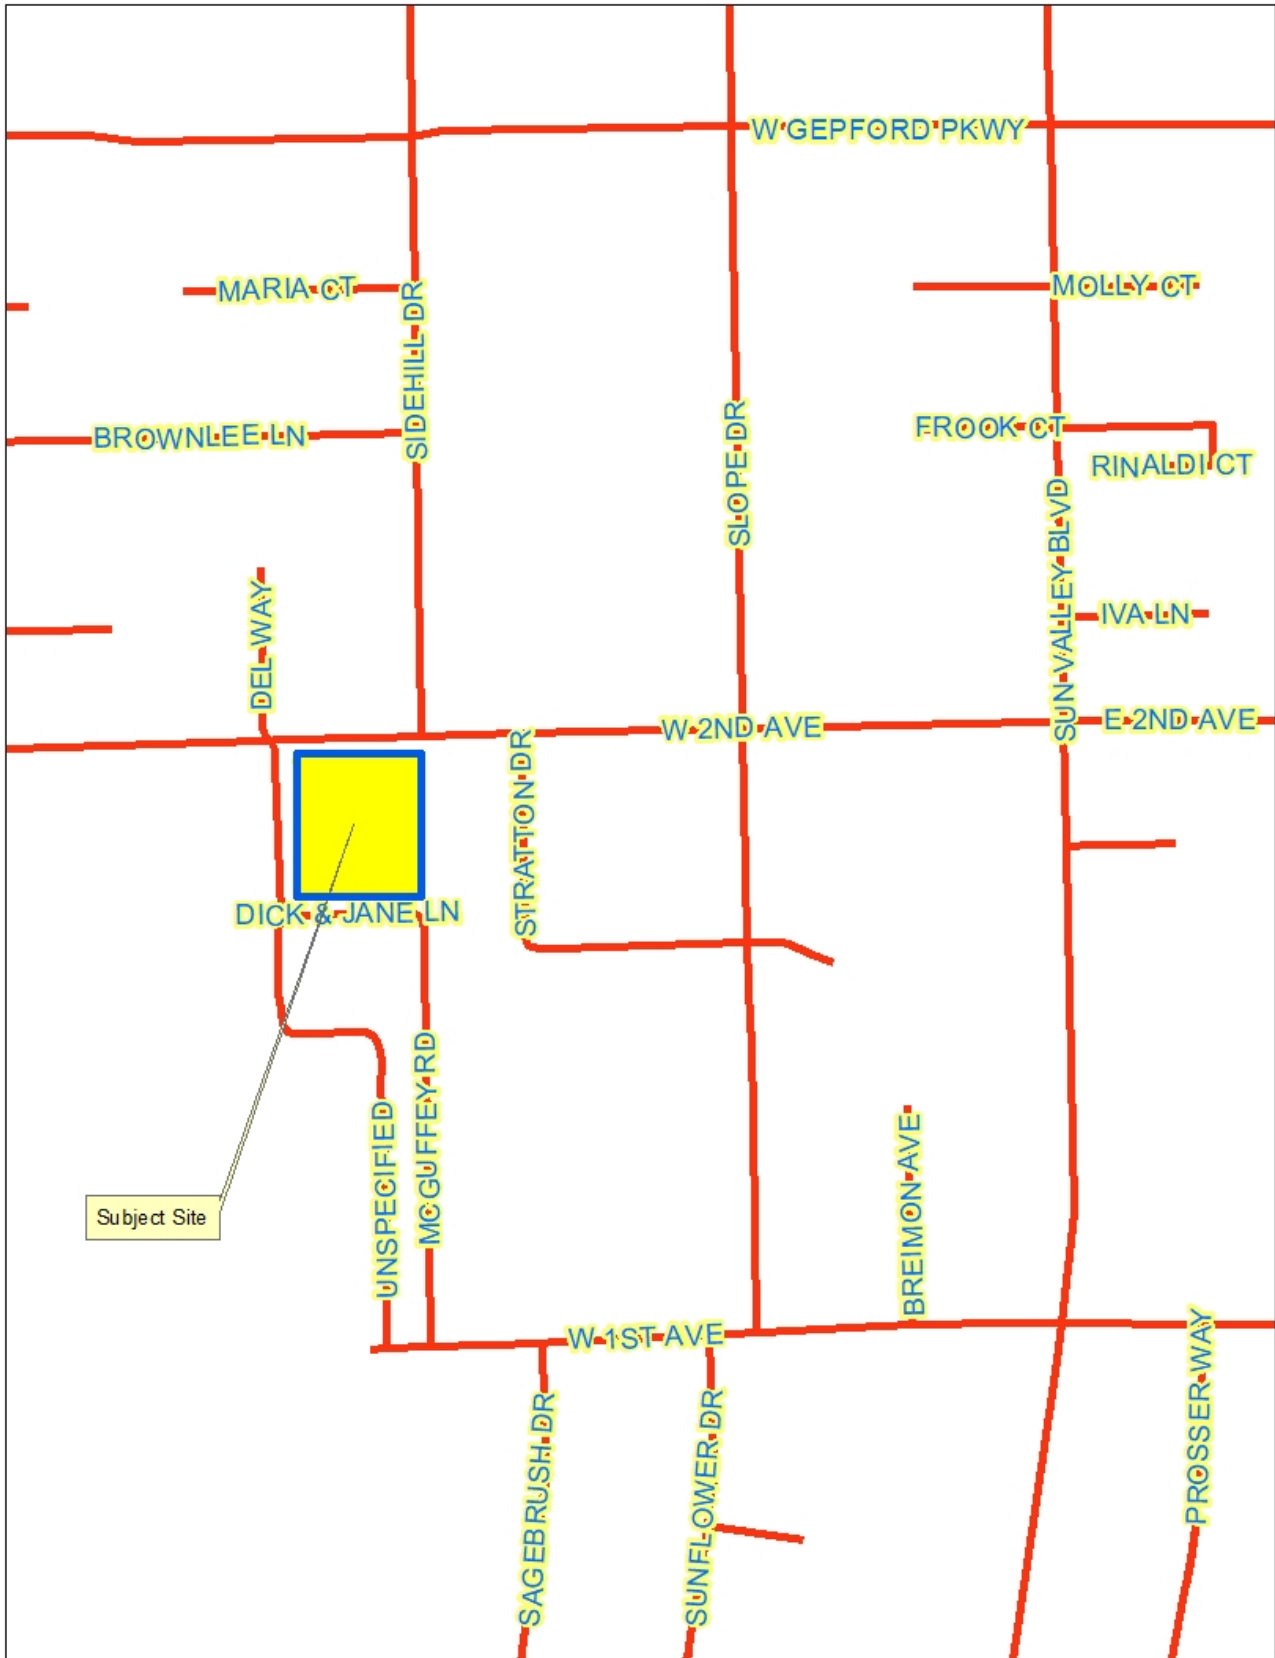 W GEPFORD PKWY
MARIA CT
MOLLY CT
SIDEHILL DR
SLOPE DR
BROWNLEE LN
FROOK CT
RINALDI CT
SUN VALLEY BLVD
DEL WAY
IVA LN
W 2ND AVE
E 2ND AVE
STRATTON DR
DICK & JANE LN
MCGUFFEY RD
UNSPECIFIED
BREIMON AVE
Subject Site
W 1ST AVE
PROSSER WAY
SAGEBRUSH DR
SUNFLOWER DR